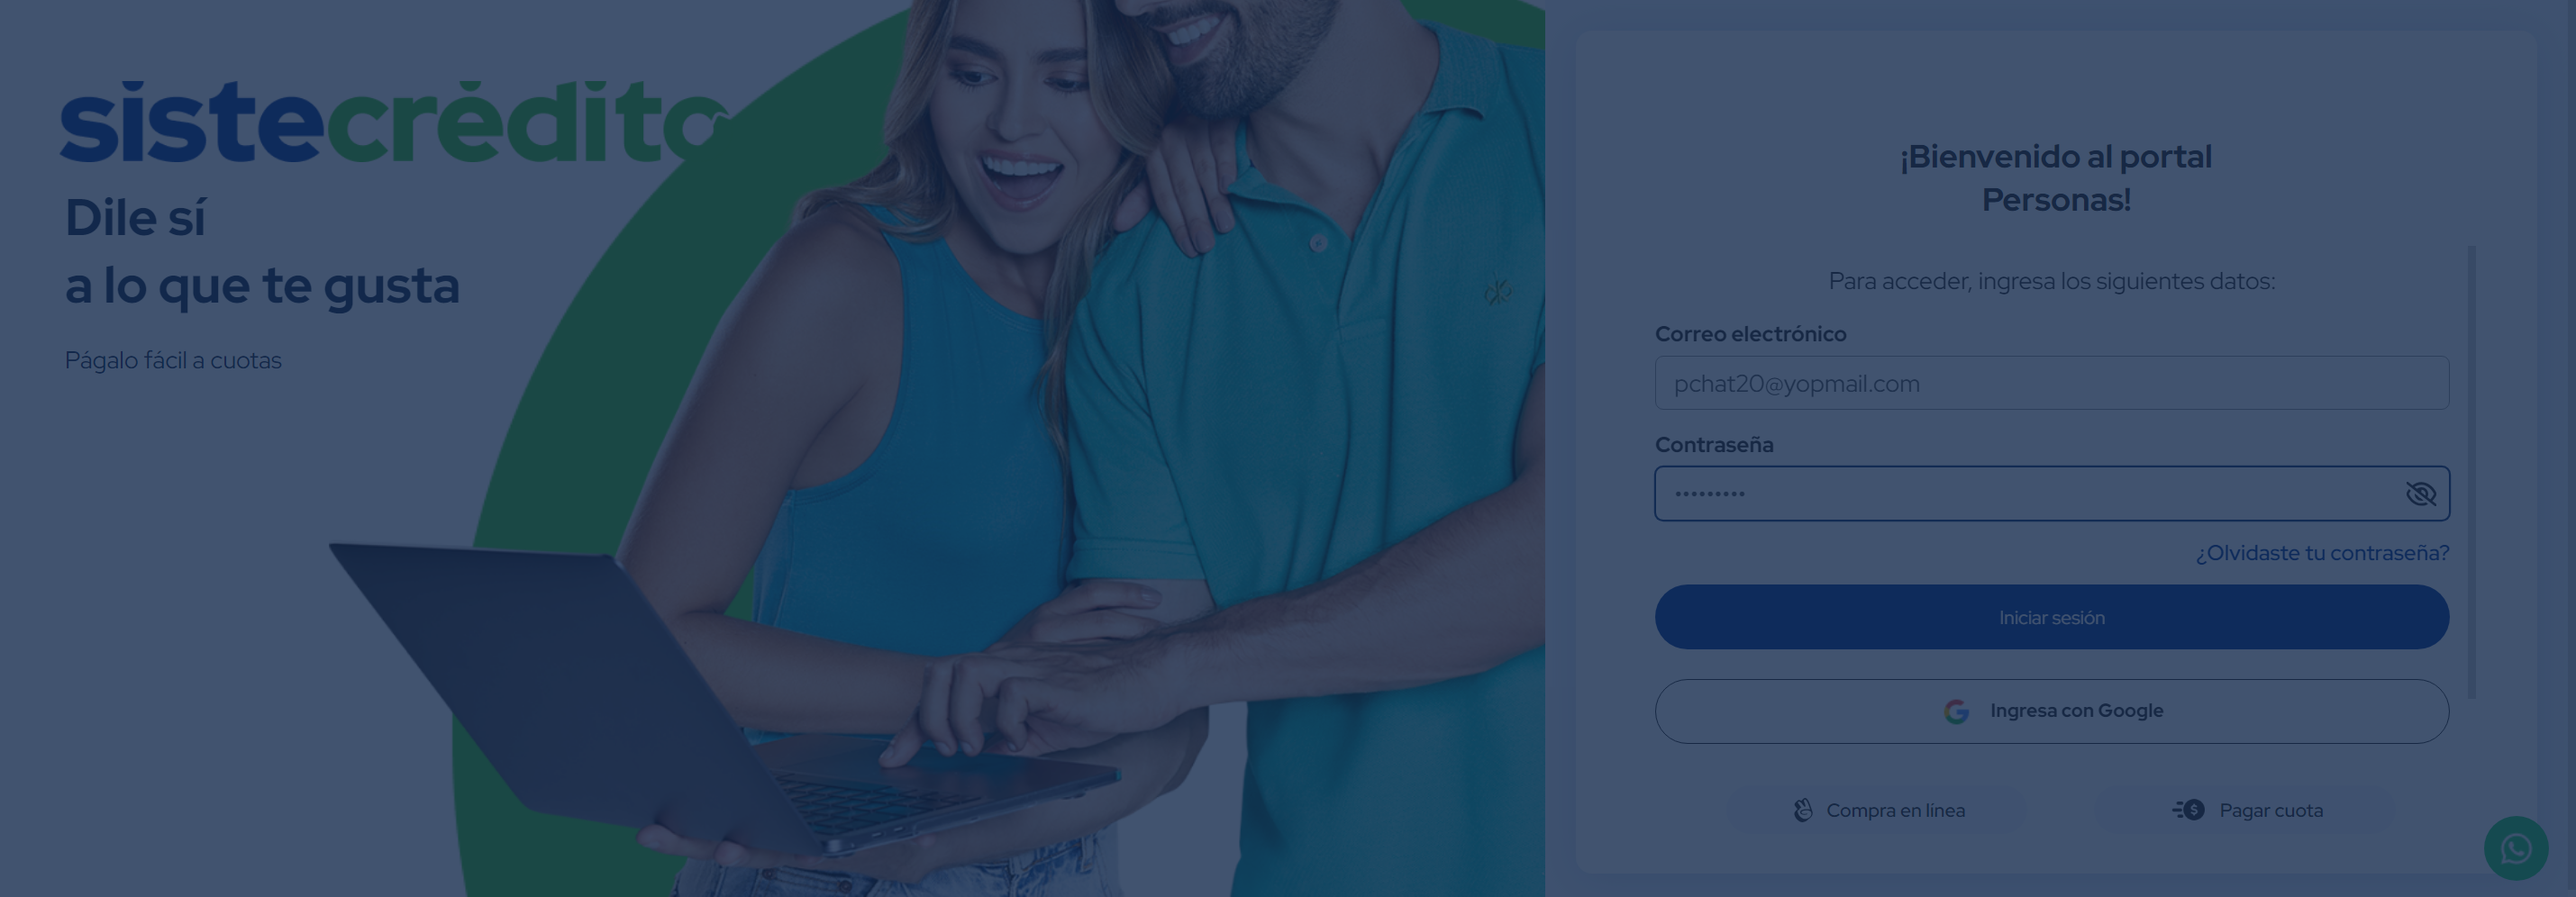 sistecrédito
Dile sí
a lo que te gusta
Págalo fácil a cuotas
¡Bienvenido al portal
Personas!
Para acceder, ingresa los siguientes datos:
Correo electrónico
pchat20@yopmail.com
Contraseña
•••••••••
¿Olvidaste tu contraseña?
Iniciar sesión
Ingresa con Google
Compra en línea
Pagar cuota